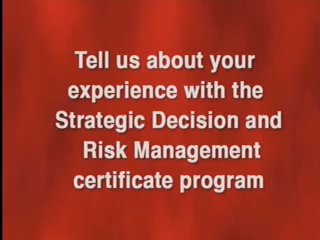 Tell us about your
experience with the
Strategic Decision and
Risk Management
certificate program